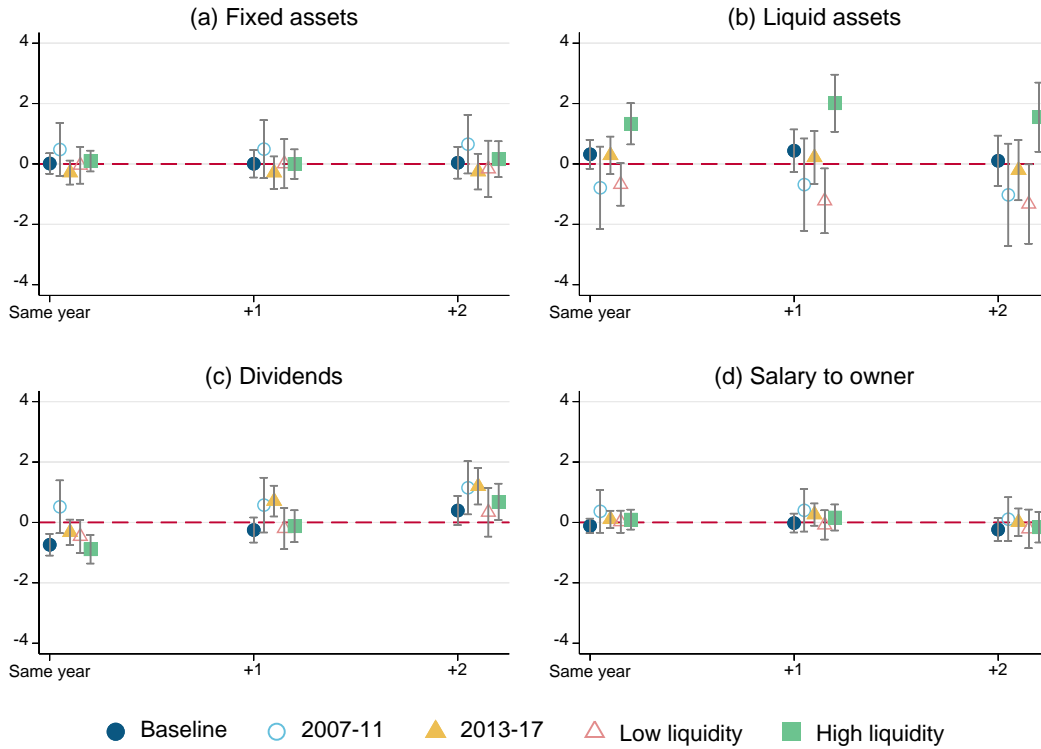 (a) Fixed assets
4
2
0
-2
-4
Same year +1 +2
(b) Liquid assets
4
2
0
-2
-4
Same year +1 +2
(c) Dividends
4
2
0
-2
-4
Same year +1 +2
(d) Salary to owner
4
2
0
-2
-4
Same year +1 +2
Baseline 2007-11 2013-17 Low liquidity High liquidity